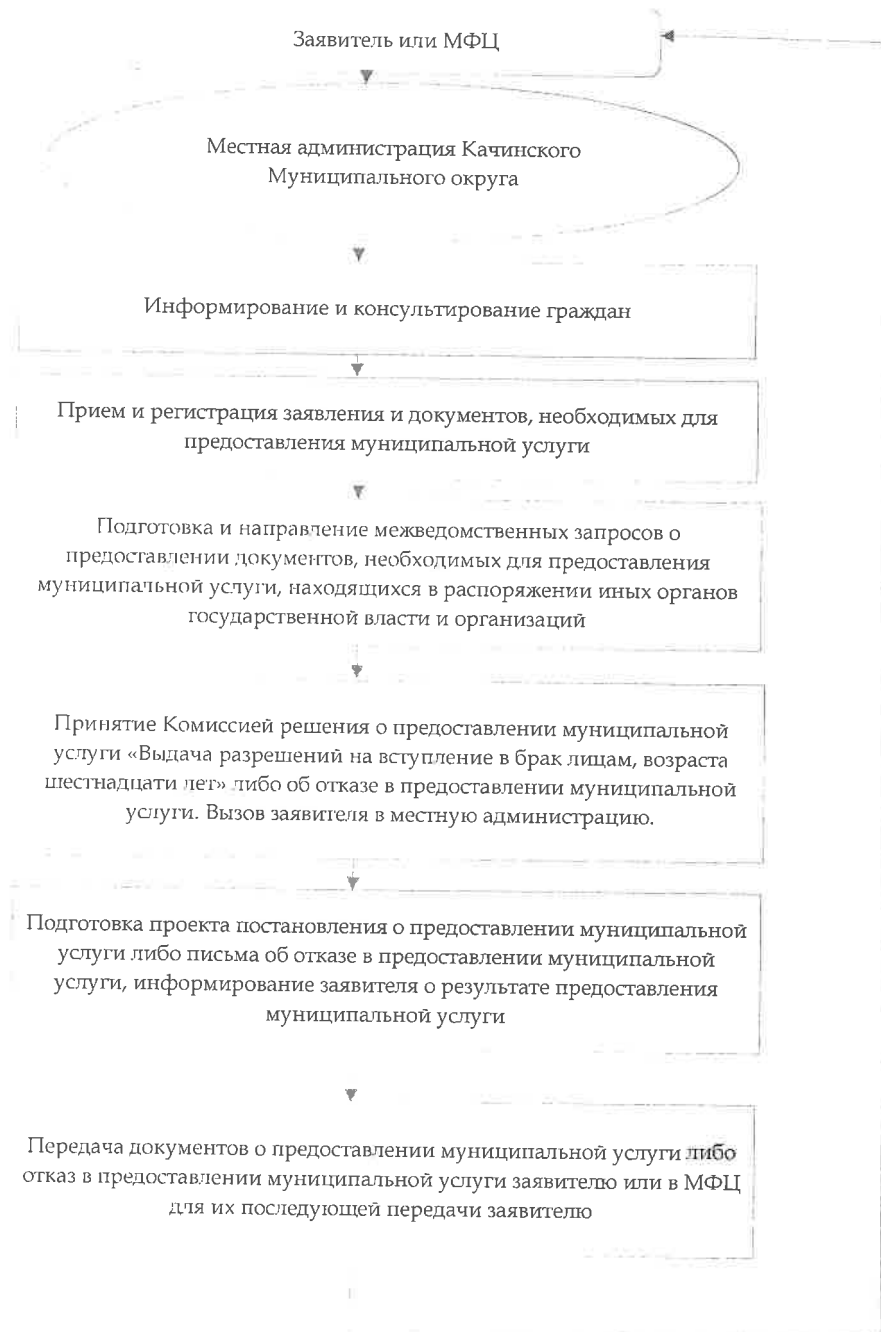 Заявитель или МФЦ
Местная администрация Качинского
Муниципального округа
Информирование и консультирование граждан
Прием и регистрация заявления и документов, необходимых для
предоставления муниципальной услуги
Подготовка и направление межведомственных запросов о
предоставлении документов, необходимых для предоставления
муниципальной услуги, находящихся в распоряжении иных органов
государственной власти и организаций
Принятие Комиссией решения о предоставлении муниципальной
услуги «Выдача разрешений на вступление в брак лицам, возраста
шестнадцати лет» либо об отказе в предоставлении муниципальной
услуги. Вызов заявителя в местную администрацию.
Подготовка проекта постановления о предоставлении муниципальной
услуги либо письма об отказе в предоставлении муниципальной
услуги, информирование заявителя о результате предоставления
муниципальной услуги
Передача документов о предоставлении муниципальной услуги либо
отказ в предоставлении муниципальной услуги заявителю или в МФЦ
для их последующей передачи заявителю